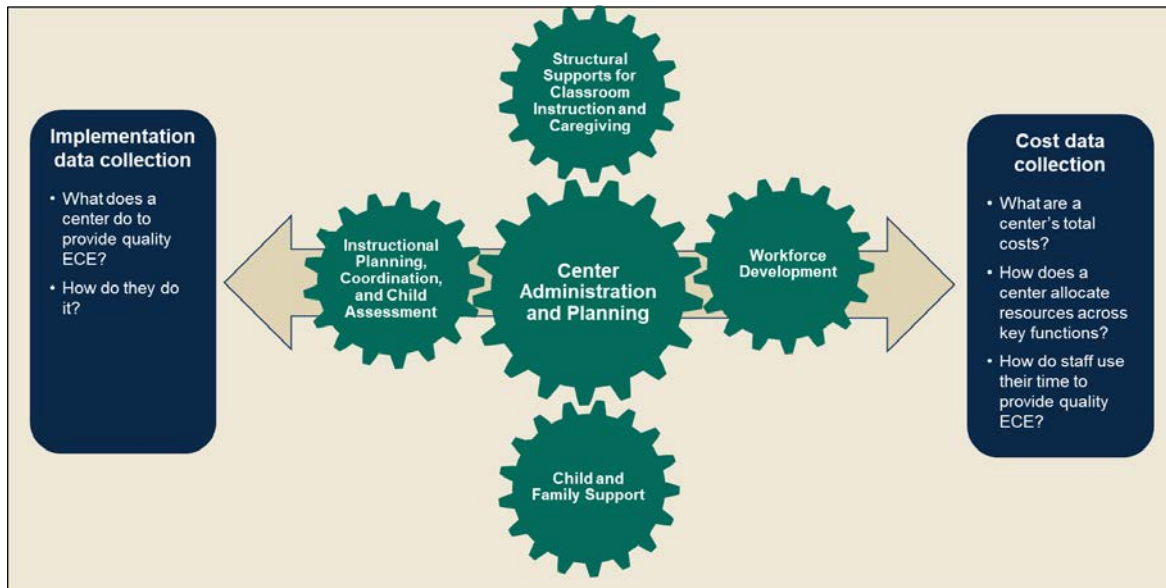 Structural
Supports for
Classroom
Instruction and
Caregiving
Implementation
data collection
• What does a
center do to
provide quality
ECE?
• How do they do
it?
Instructional
Planning,
Coordination,
and Child
Assessment
Center
Administration
and Planning
Workforce
Development
Child and
Family Support
Cost data
collection
• What are a
center's total
costs?
• How does a
center allocate
resources across
key functions?
• How do staff use
their time to
provide quality
ECE?